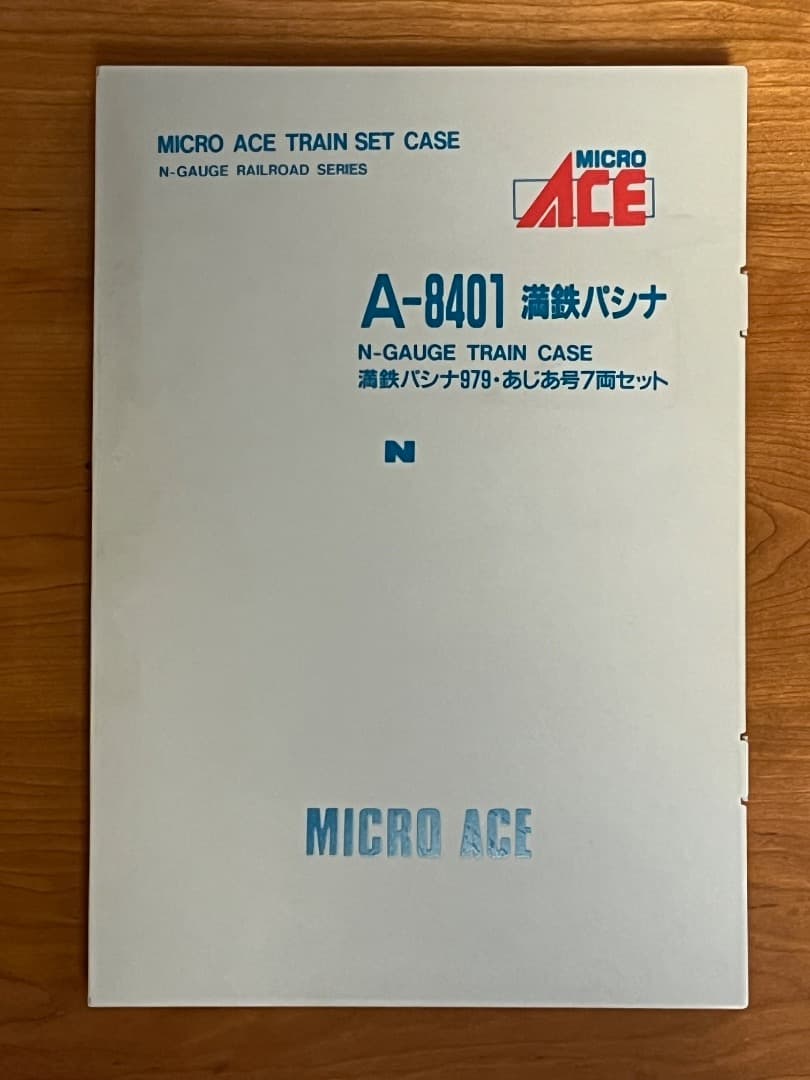 MICRO ACE TRAIN SET CASE
N-GAUGE RAILROAD SERIES
MICRO
ACE
A-8401 満鉄パシナ
N-GAUGE TRAIN CASE
満鉄パシナ979・あじあ号7両セット
N
MICRO ACE